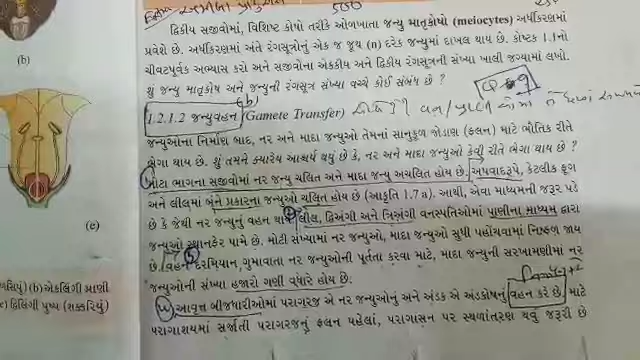 500
દ્વિકીય સજીવોમાં, વિશિષ્ટ કોષો તરીકે ઓળખાતા જન્યુ માતૃકોષો (meiocytes) અર્ધીકરણમાં
પ્રવેશે છે. અર્ધીકરણમાં અંતે રંગસૂત્રોનું એક જ (n) દરેક જન્યુમાં દાખલ થાય છે. કોષ્ટક 1.1નો
ચીવટપૂર્વક અભ્યાસ કરો અને સજીવોના એકકીય અને દ્વિકીય રંગસૂત્રની સંખ્યા ખાલી જગ્યામાં લખો.
શું જન્યુ માતૃકોષ અને જન્યુની રંગસૂત્ર સંખ્યા વચ્ચે કોઈ સંબંધ છે ?
(b)
1.2.1.2 જન્યુવહન (Gamete Transfer)
જન્યુઓના નિર્માણ બાદ, નર અને માદા જન્યુઓ તેમનાં સાનુકૂળ જોડાણ (ફલન) માટે ભૌતિક રીતે
ભેગા થાય છે. શું તમને ક્યારેય આશ્ચર્ય થયું છે કે, નર અને માદા જન્યુઓ કેવી રીતે ભેગા થાય છે ?
મોટા ભાગના સજીવોમાં નર જન્યુ ચલિત અને માદા જન્યુ અચલિત હોય છે. અપવાદરૂપે, કેટલીક ફૂગ
અને લીલમાં બંને પ્રકારના જન્યુઓ ચલિત હોય છે (આકૃતિ 1.7a). આથી, એવા માધ્યમની જરૂર પડે
છે કે જેથી નર જન્યુનું વહન થાય લીલ, દ્વિઅંગી અને ત્રિઅંગી વનસ્પતિઓમાં પાણીના માધ્યમ દ્વારા
જન્યુઓ સ્થાનફેર પામે છે. મોટી સંખ્યામાં નર જન્યુઓ, માદા જન્યુઓ સુધી પહોંચવામાં નિષ્ફળ જાય
છે. વહન દરમિયાન, ગુમાવાતા નર જન્યુઓની પૂર્તતા કરવા માટે, માદા જન્યુની સરખામણીમાં નર
જન્યુઓની સંખ્યા હજારો ગણી વધારે હોય છે.
આવૃત્ત બીજધારીઓમાં પરાગરજ એ નર જન્યુઓનું અને અંડક એ અંડકોષનું વહન કરે છે. માટે
પરાગાશયમાં સર્જાતી પરાગરજનું ફલન પહેલાં, પરાગાસન પર સ્થળાંતરણ થવું જરૂરી છે
(b)
(c)
(b) એકલિંગી પ્રાણી
દ્વિલિંગી પુષ્પ (સક્કરિયું)